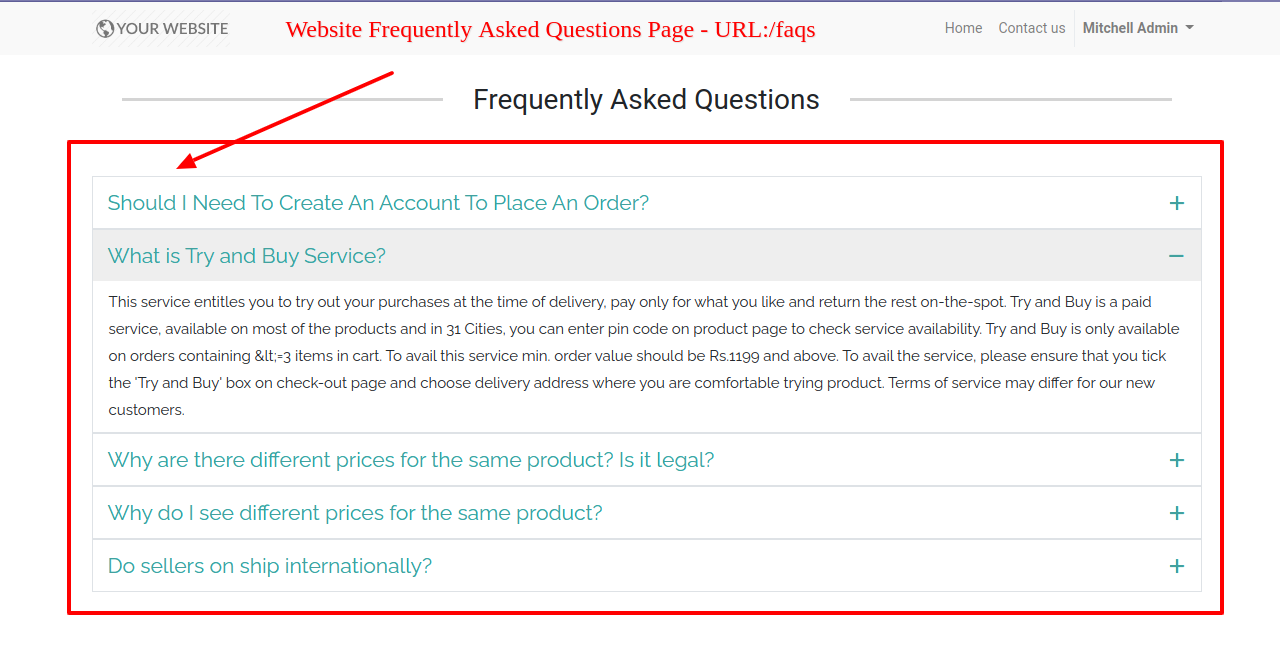 YOUR WEBSITE
Website Frequently Asked Questions Page - URL:/faqs
Home
Contact us
Mitchell Admin
Frequently Asked Questions
Should I Need To Create An Account To Place An Order?
What is Try and Buy Service?
This service entitles you to try out your purchases at the time of delivery, pay only for what you like and return the rest on-the-spot. Try and Buy is a paid
service, available on most of the products and in 31 Cities, you can enter pin code on product page to check service availability. Try and Buy is only available
on orders containing &lt;-3 items in cart. To avail this service min. order value should be Rs.1199 and above. To avail the service, please ensure that you tick
the 'Try and Buy' box on check-out page and choose delivery address where you are comfortable trying product. Terms of service may differ for our new
customers.
Why are there different prices for the same product? Is it legal?
Why do I see different prices for the same product?
Do sellers on ship internationally?